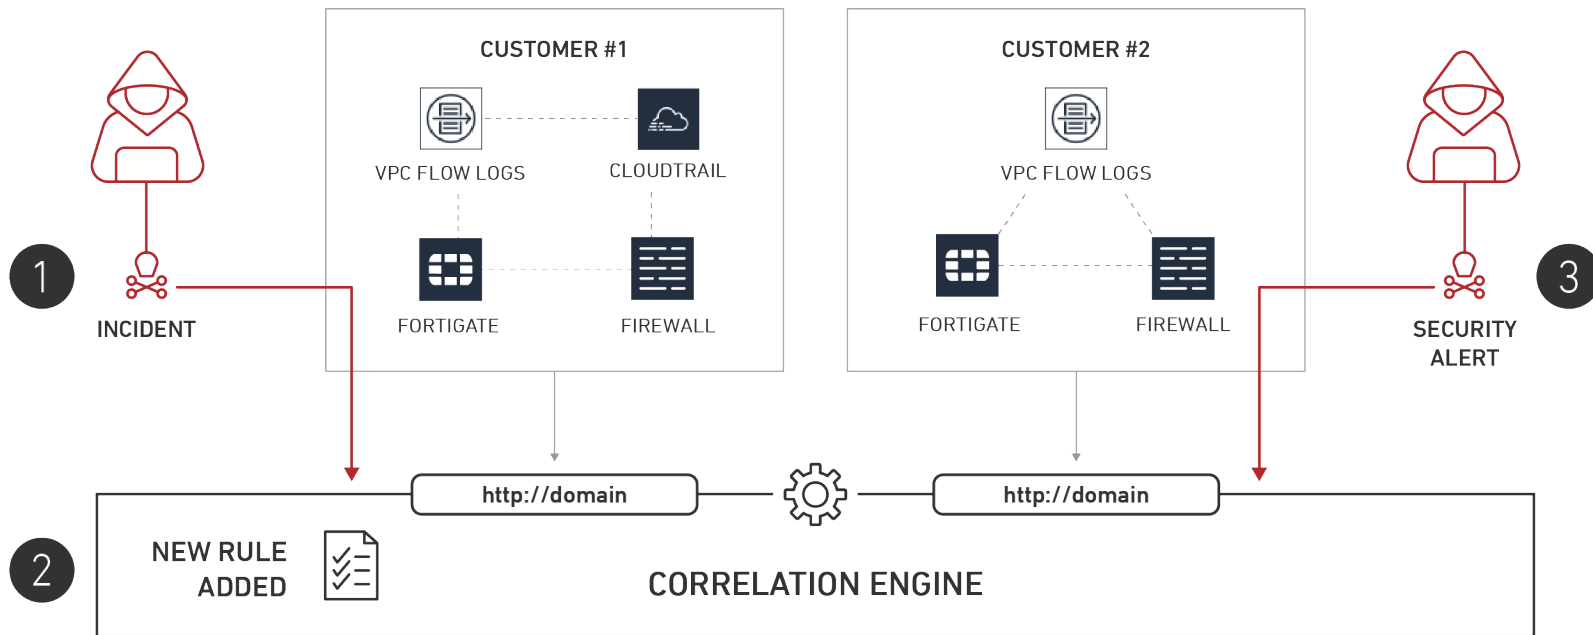 CUSTOMER #1
CUSTOMER #2
VPC FLOW LOGS
CLOUDTRAIL
VPC FLOW LOGS
1
3
FORTIGATE
FIREWALL
FORTIGATE
FIREWALL
INCIDENT
SECURITY
ALERT
http://domain
http://domain
2
NEW RULE
ADDED
CORRELATION ENGINE